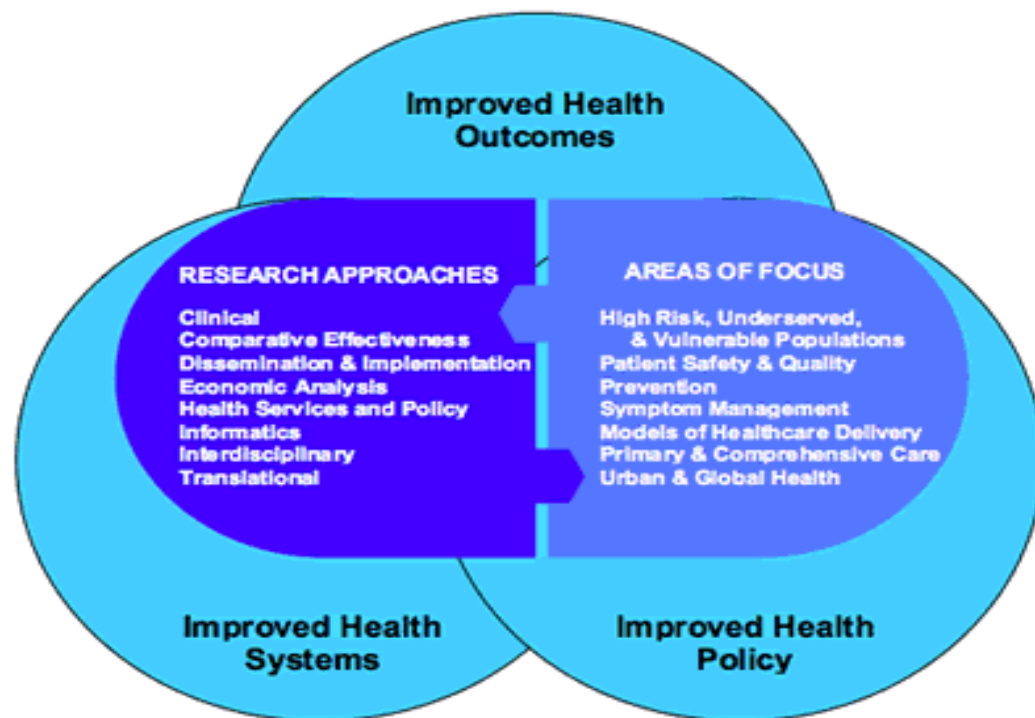 Improved Health
Outcomes
RESEARCH APPROACHES
Clinical
Comparative Effectiveness
Dissemination & Implementation
Economic Analysis
Health Services and Policy
Informatics
Interdisciplinary
Translational
AREAS OF FOCUS
High Risk, Underserved,
& Vulnerable Populations
Patient Safety & Quality
Prevention
Symptom Management
Models of Healthcare Delivery
Primary & Comprehensive Care
Urban & Global Health
Improved Health
Systems
Improved Health
Policy